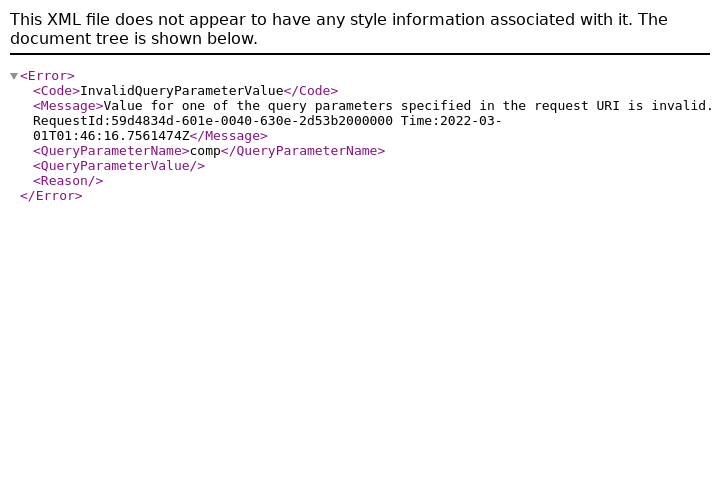 This XML file does not appear to have any style information associated with it. The
document tree is shown below.
<Error>
<Code>InvalidQueryParameterValue</Code>
<Message>Value for one of the query parameters specified in the request URI is invalid.
RequestId:59d4834d-601e-0040-630e-2d53b2000000 Time:2022-03-
01T01:46:16.7561474Z</Message>
<QueryParameterName>comp</QueryParameterName>
<QueryParameterValue/>
<Reason/>
</Error>